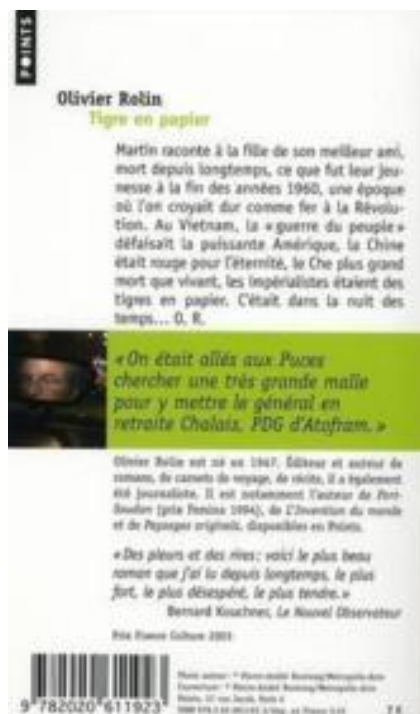 POINTS
Olivier Rolin
Tigre en papier
Martin raconte à la fille de son meilleur ami,
mort depuis longtemps, ce que fut leur jeu-
nesse à la fin des années 1960, une époque
où l'on croyait dur comme fer à la Révolu-
tion. Au Vietnam, la « guerre du peuple »
défaisait la puissante Amérique, la Chine
était rouge pour l'éternité, le Che plus grand
mort que vivant, les impérialistes étaient des
tigres en papier. C'était dans la nuit des
temps... O. R.
« On était allés aux Puces
chercher une très grande malle
pour y mettre le général en
retraite Chalais, PDG d'Atofram. »
Olivier Rolin est né en 1947. Éditeur et auteur de
romans, de carnets de voyage, de récits, il a également
été journaliste. Il est notamment l'auteur de Port-
Soudan (prix Femina 1994), de L'Invention du monde
et de Paysages originels, disponibles en Points.
« Des pleurs et des rires : voici le plus beau
roman que j'ai lu depuis longtemps, le plus
fort, le plus désespéré, le plus tendre. »
Bernard Kouchner, Le Nouvel Observateur
Prix France Culture 2003
9 782020 611923
7 €